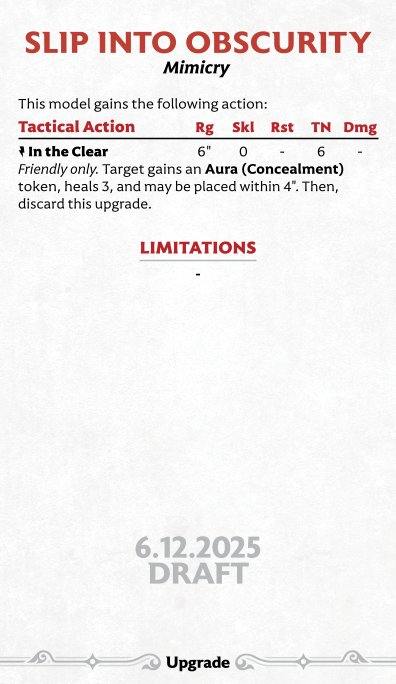 SLIP INTO OBSCURITY
Mimicry
This model gains the following action:
Tactical Action Rg Skl Rst TN Dmg
In the Clear 6" 0 - 6 -
Friendly only. Target gains an Aura (Concealment)
token, heals 3, and may be placed within 4". Then,
discard this upgrade.
LIMITATIONS
-
6.12.2025
DRAFT
Upgrade